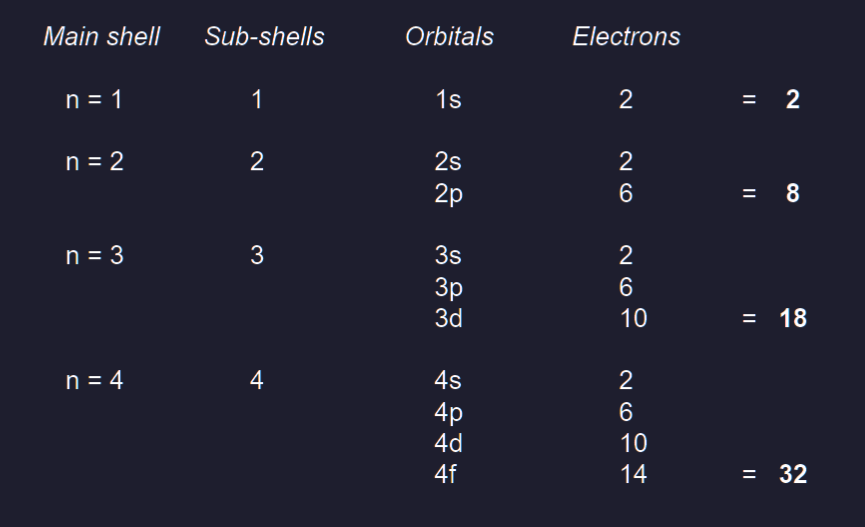 Main shell Sub-shells Orbitals Electrons
n = 1 1 1s 2 = 2
n = 2 2 2s 2
2p 6 = 8
n = 3 3 3s 2
3p 6
3d 10 = 18
n = 4 4 4s 2
4p 6
4d 10
4f 14 = 32